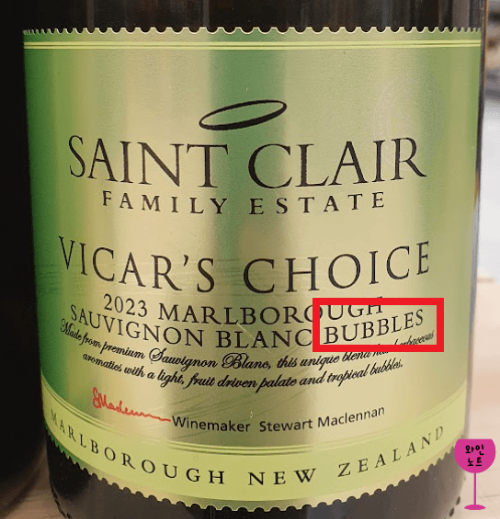 SAINT CLAIR
FAMILY ESTATE
VICAR'S CHOICE
2023 MARLBOROUGH
SAUVIGNON BLANC BUBBLES
Made from premium Sauvignon Blanc, this unique blend has herbaceous
aromatics with a light, fruit driven palate and tropical bubbles.
Winemaker Stewart Maclennan
MARLBOROUGH NEW ZEALAND
와인
노트